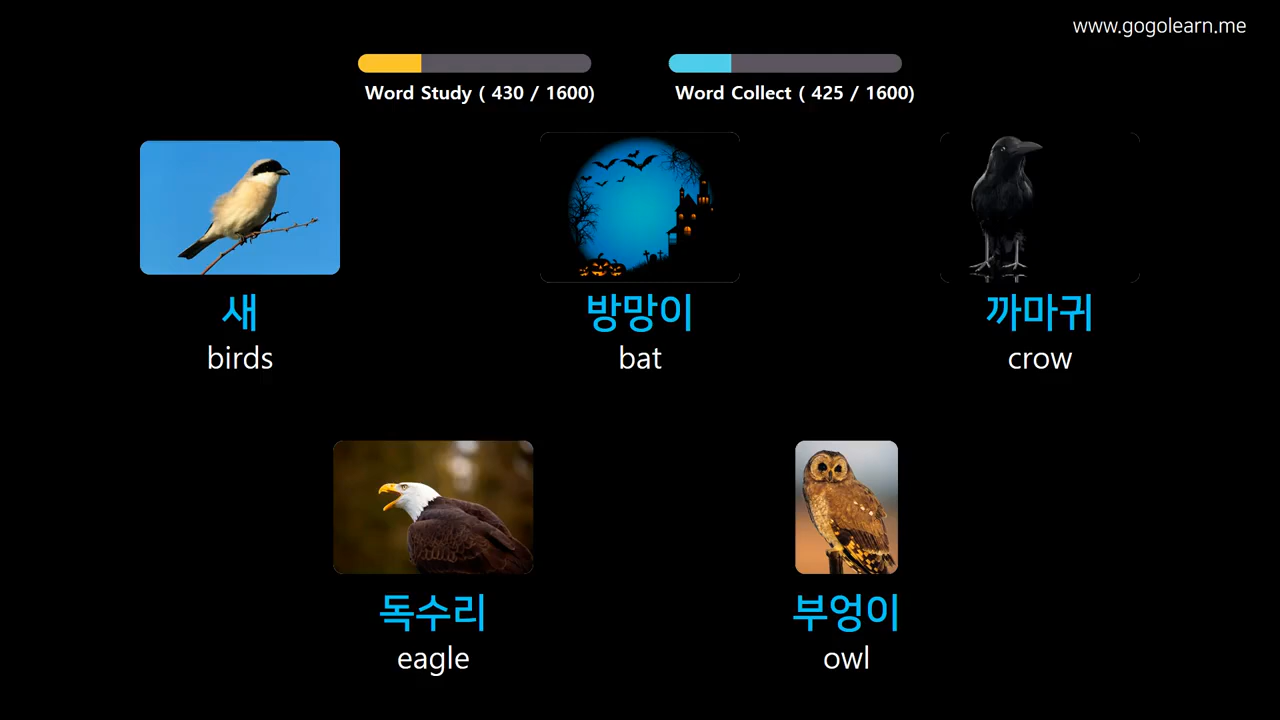 www.gogolearn.me
Word Study ( 430 / 1600)
Word Collect ( 425 / 1600)
새
birds
방망이
bat
까마귀
crow
독수리
eagle
부엉이
owl